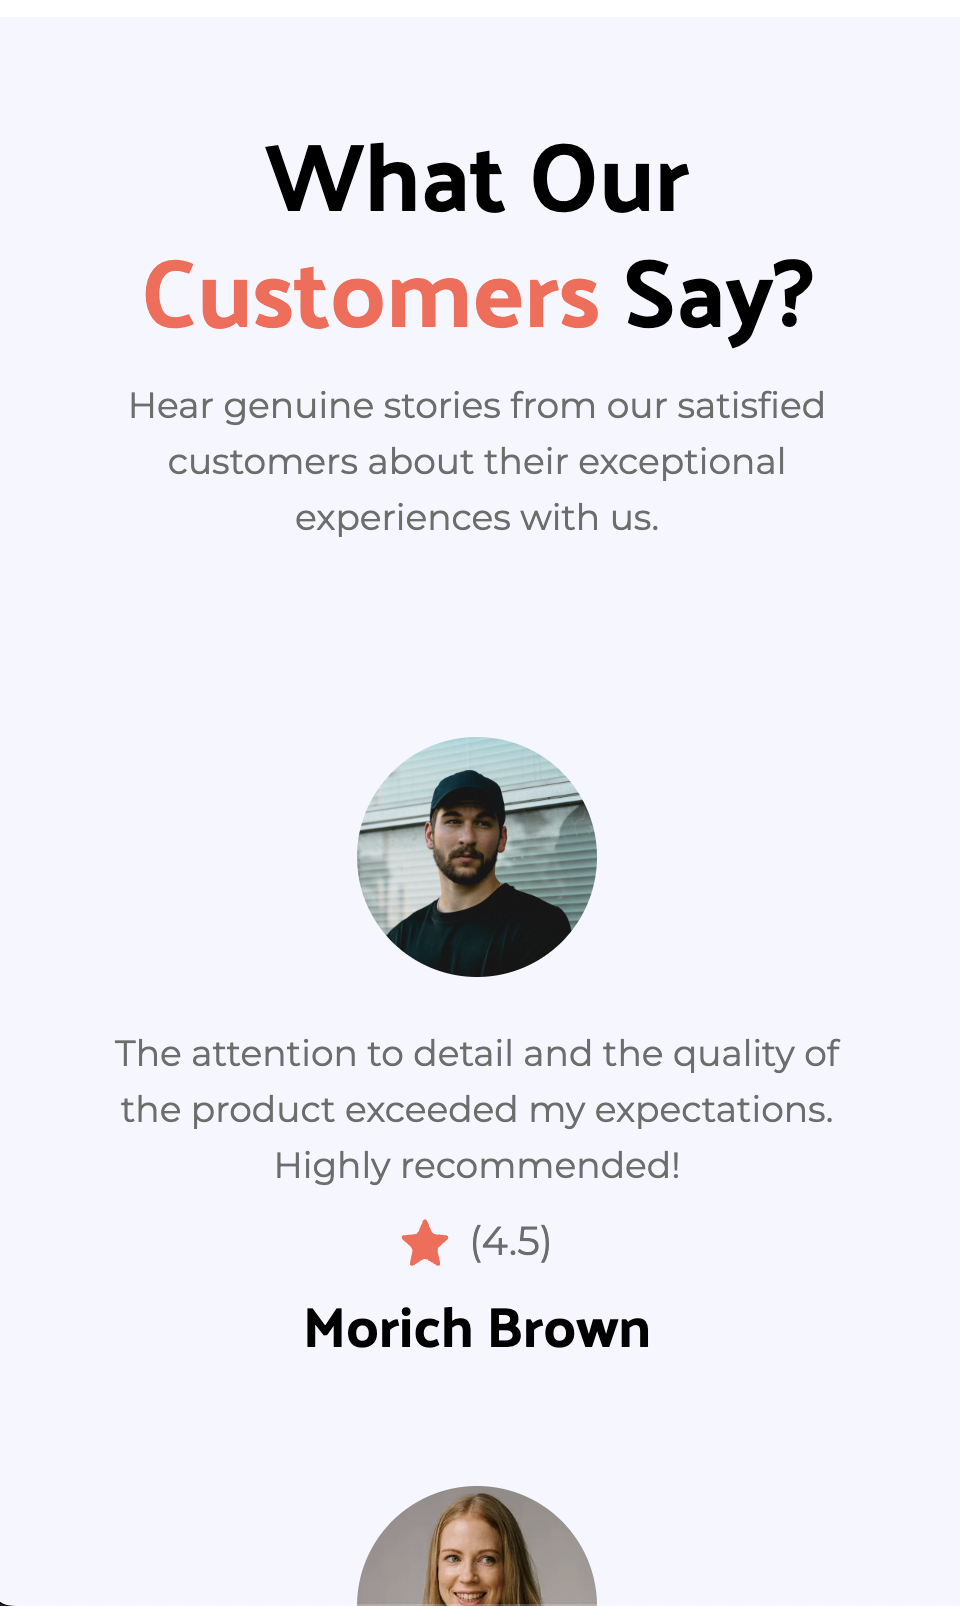 What Our
Customers Say?
Hear genuine stories from our satisfied
customers about their exceptional
experiences with us.
The attention to detail and the quality of
the product exceeded my expectations.
Highly recommended!
(4.5)
Morich Brown